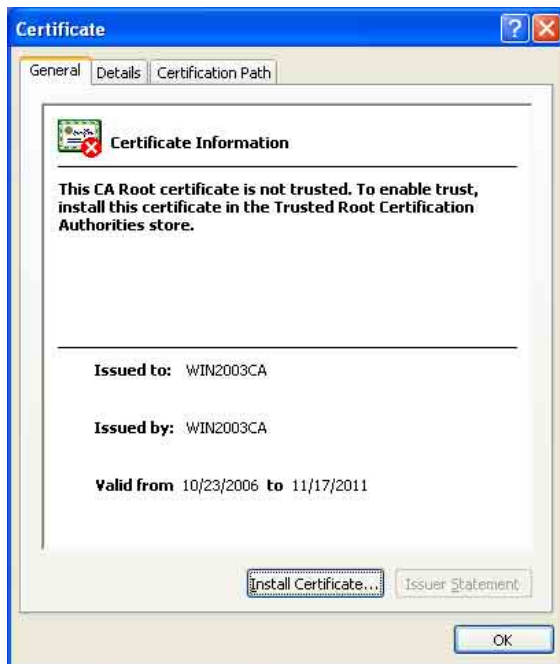 Certificate
General Details Certification Path
Certificate Information
This CA Root certificate is not trusted. To enable trust,
install this certificate in the Trusted Root Certification
Authorities store.
Issued to: WIN2003CA
Issued by: WIN2003CA
Valid from 10/23/2006 to 11/17/2011
Install Certificate... Issuer Statement
OK